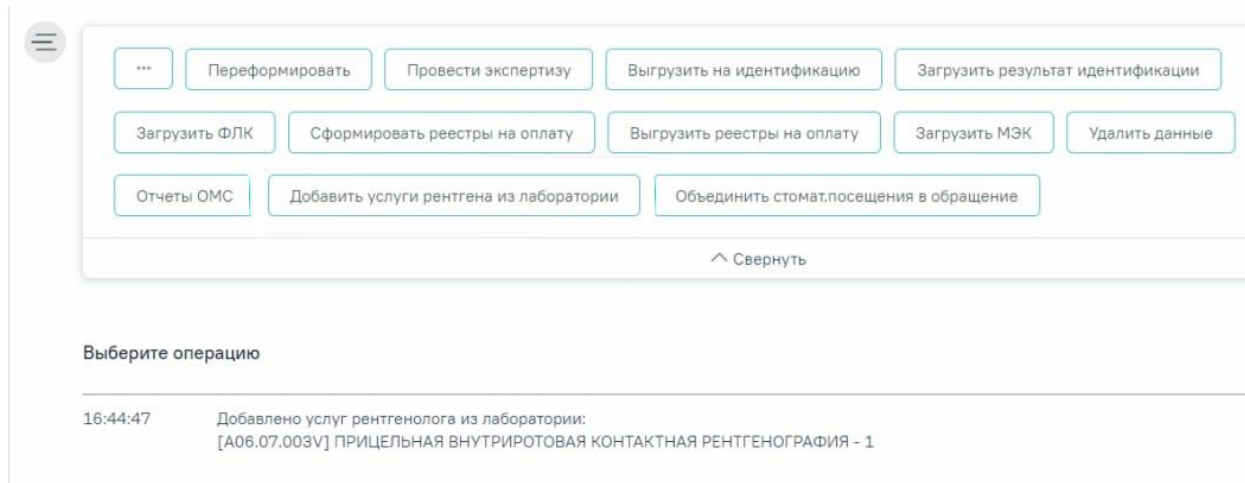 ...
Переформировать
Провести экспертизу
Выгрузить на идентификацию
Загрузить результат идентификации
Загрузить ФЛК
Сформировать реестры на оплату
Выгрузить реестры на оплату
Загрузить МЭК
Удалить данные
Отчеты ОМС
Добавить услуги рентгена из лаборатории
Объединить стомат.посещения в обращение
Свернуть
Выберите операцию
16:44:47 Добавлено услуг рентгенолога из лаборатории:
[A06.07.003V] ПРИЦЕЛЬНАЯ ВНУТРИРОТОВАЯ КОНТАКТНАЯ РЕНТГЕНОГРАФИЯ - 1